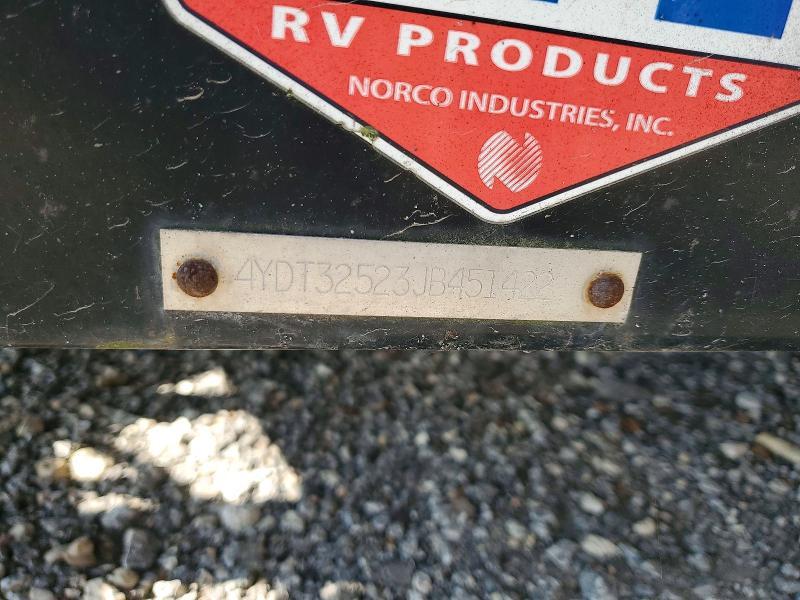 RV PRODUCTS
NORCO INDUSTRIES, INC.
4YDT32523JB451422